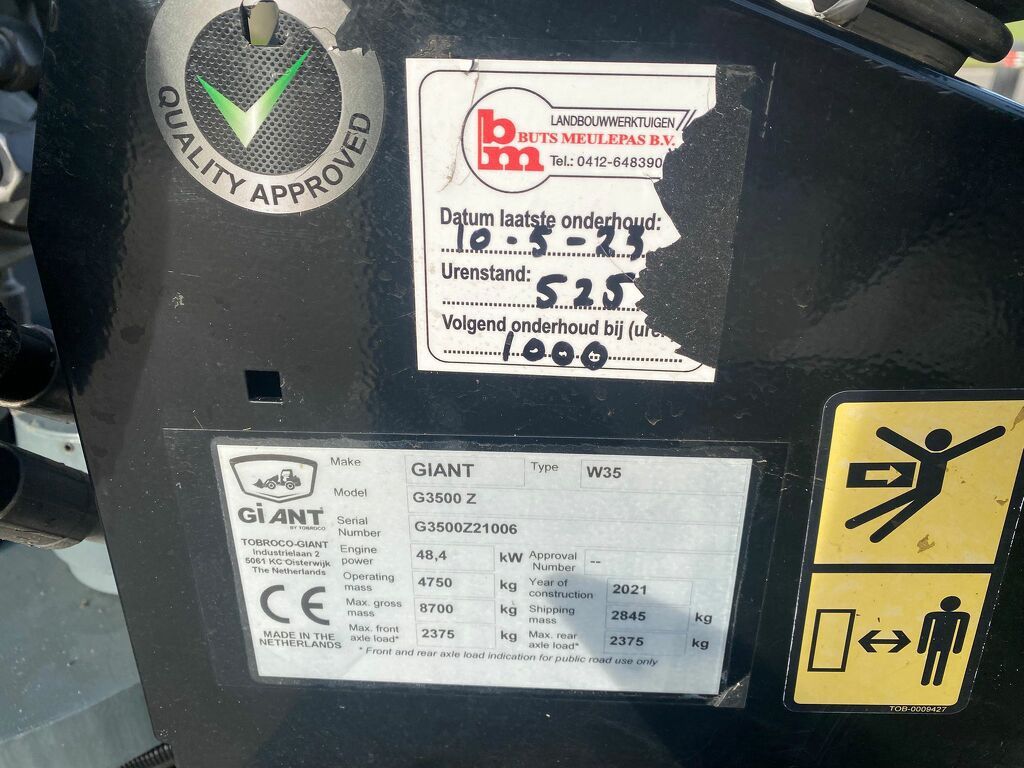 QUALITY APPROVED
bm
LANDBOUWWERKTUIGEN
BUTS MEULEPAS B.V.
Tel.: 0412-648390
Datum laatste onderhoud:
10-5-23
Urenstand:
525
Volgend onderhoud bij
1000
GiANT
BY TOBROCO
TOBROCO-GIANT
Industrielaan 2
5061 KC Oisterwijk
The Netherlands
CE
MADE IN THE
NETHERLANDS
Make GIANT Type W35
Model G3500 Z
Serial Number G3500Z21006
Engine power 48,4 kW Approval Number --
Operating mass 4750 kg Year of construction 2021
Max. gross mass 8700 kg Shipping mass 2845 kg
Max. front axle load* 2375 kg Max. rear axle load* 2375 kg
* Front and rear axle load indication for public road use only
TOB-0009427